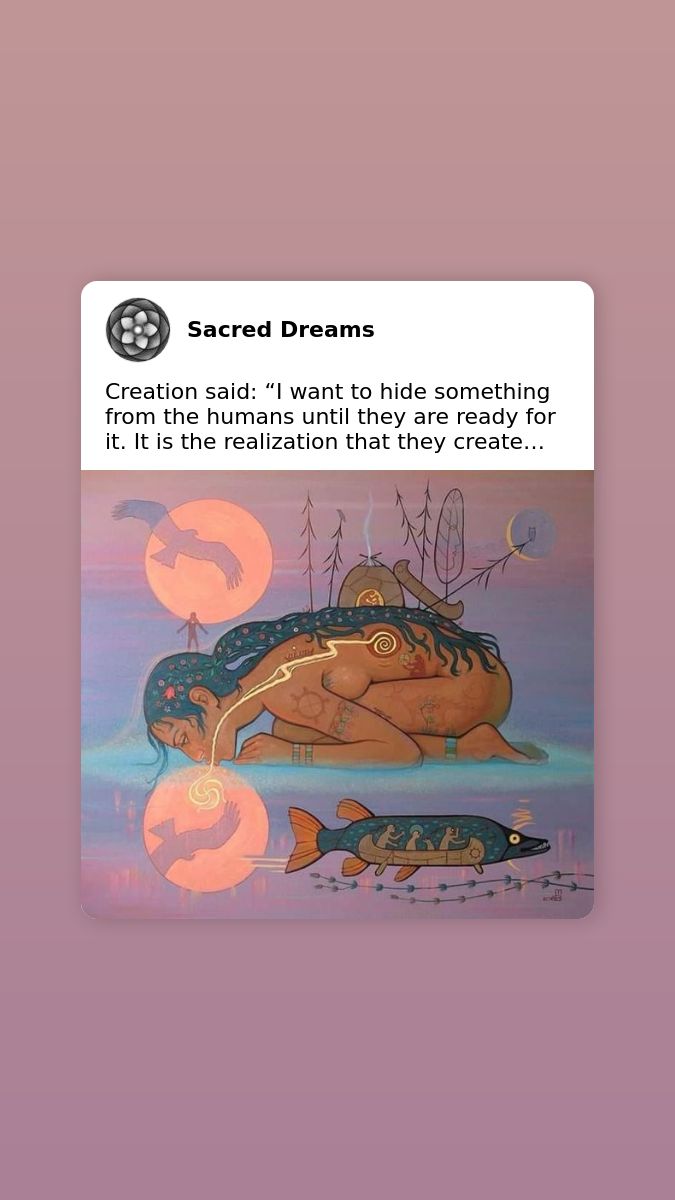 Sacred Dreams
Creation said: “I want to hide something
from the humans until they are ready for
it. It is the realization that they create...